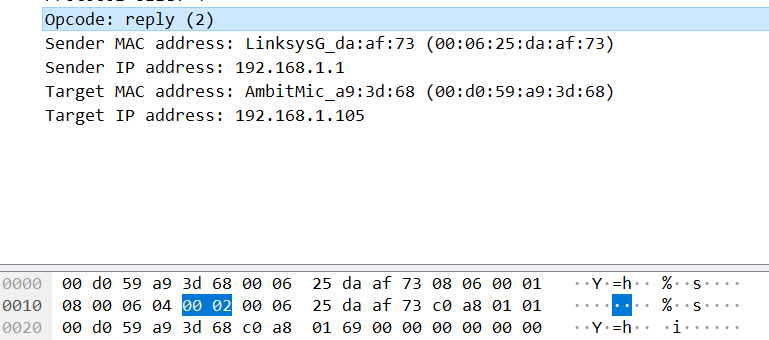 Opcode: reply (2)
Sender MAC address: LinksysG_da:af:73 (00:06:25:da:af:73)
Sender IP address: 192.168.1.1
Target MAC address: AmbitMic_a9:3d:68 (00:d0:59:a9:3d:68)
Target IP address: 192.168.1.105
0000 00 d0 59 a9 3d 68 00 06 25 da af 73 08 06 00 01 ··Y·=h·· %··s····
0010 08 00 06 04 00 02 00 06 25 da af 73 c0 a8 01 01 ········ %··s····
0020 00 d0 59 a9 3d 68 c0 a8 01 69 00 00 00 00 00 00 ··Y·=h·· ·i······